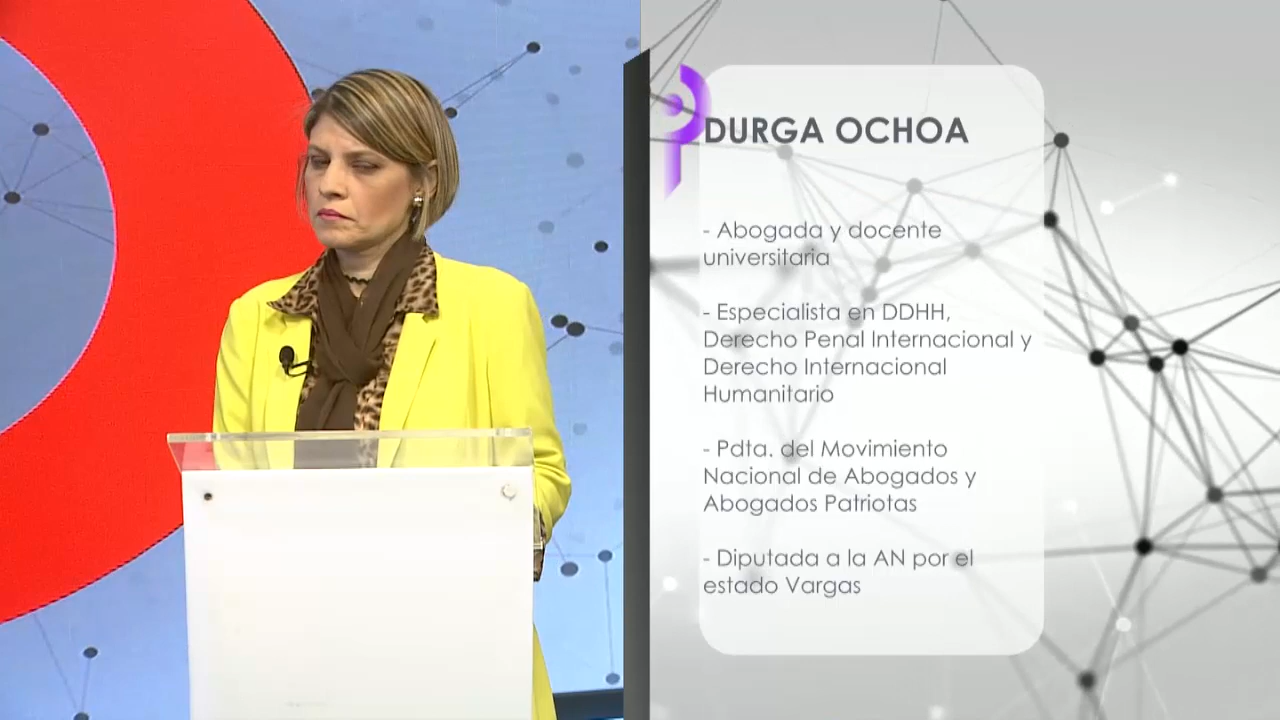 DURGA OCHOA
- Abogada y docente
universitaria
- Especialista en DDHH,
Derecho Penal Internacional y
Derecho Internacional
Humanitario
- Pdta. del Movimiento
Nacional de Abogados y
Abogados Patriotas
- Diputada a la AN por el
estado Vargas